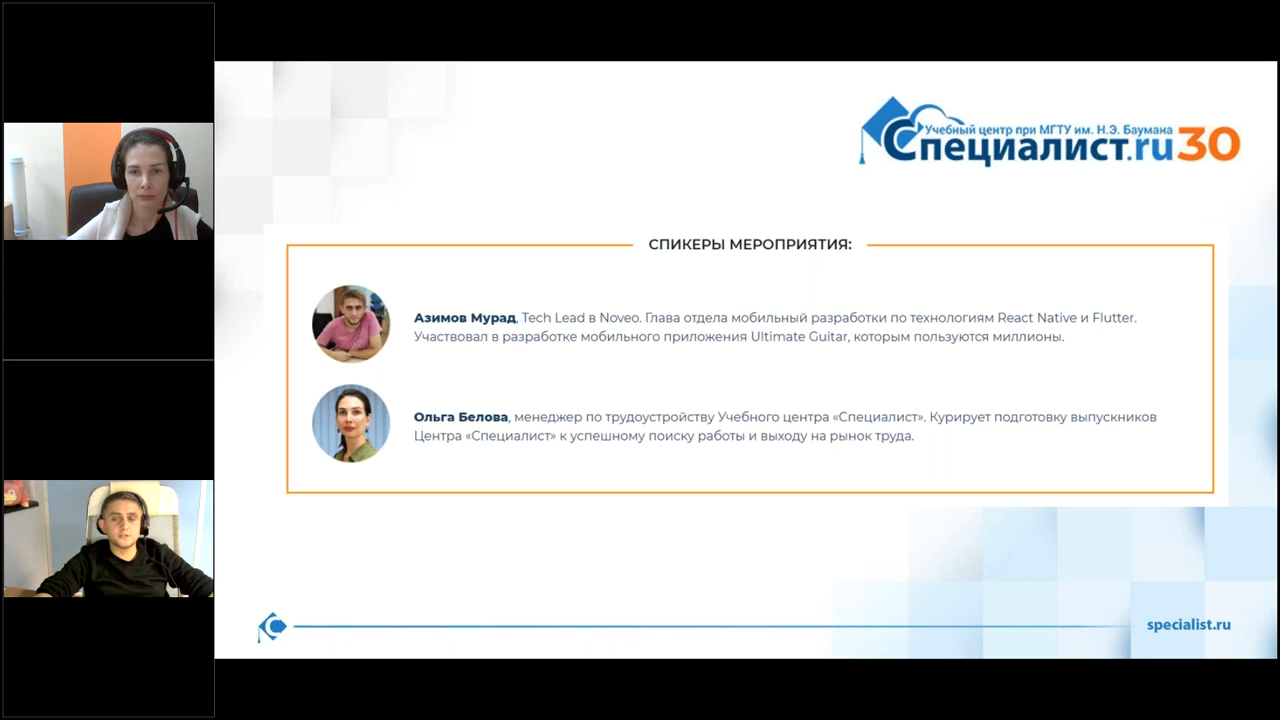 Учебный центр при МГТУ им. Н.Э. Баумана
Специалист.ru 30
СПИКЕРЫ МЕРОПРИЯТИЯ:
Азимов Мурад, Tech Lead в Noveo. Глава отдела мобильный разработки по технологиям React Native и Flutter.
Участвовал в разработке мобильного приложения Ultimate Guitar, которым пользуются миллионы.
Ольга Белова, менеджер по трудоустройству Учебного центра «Специалист». Курирует подготовку выпускников
Центра «Специалист» к успешному поиску работы и выходу на рынок труда.
specialist.ru